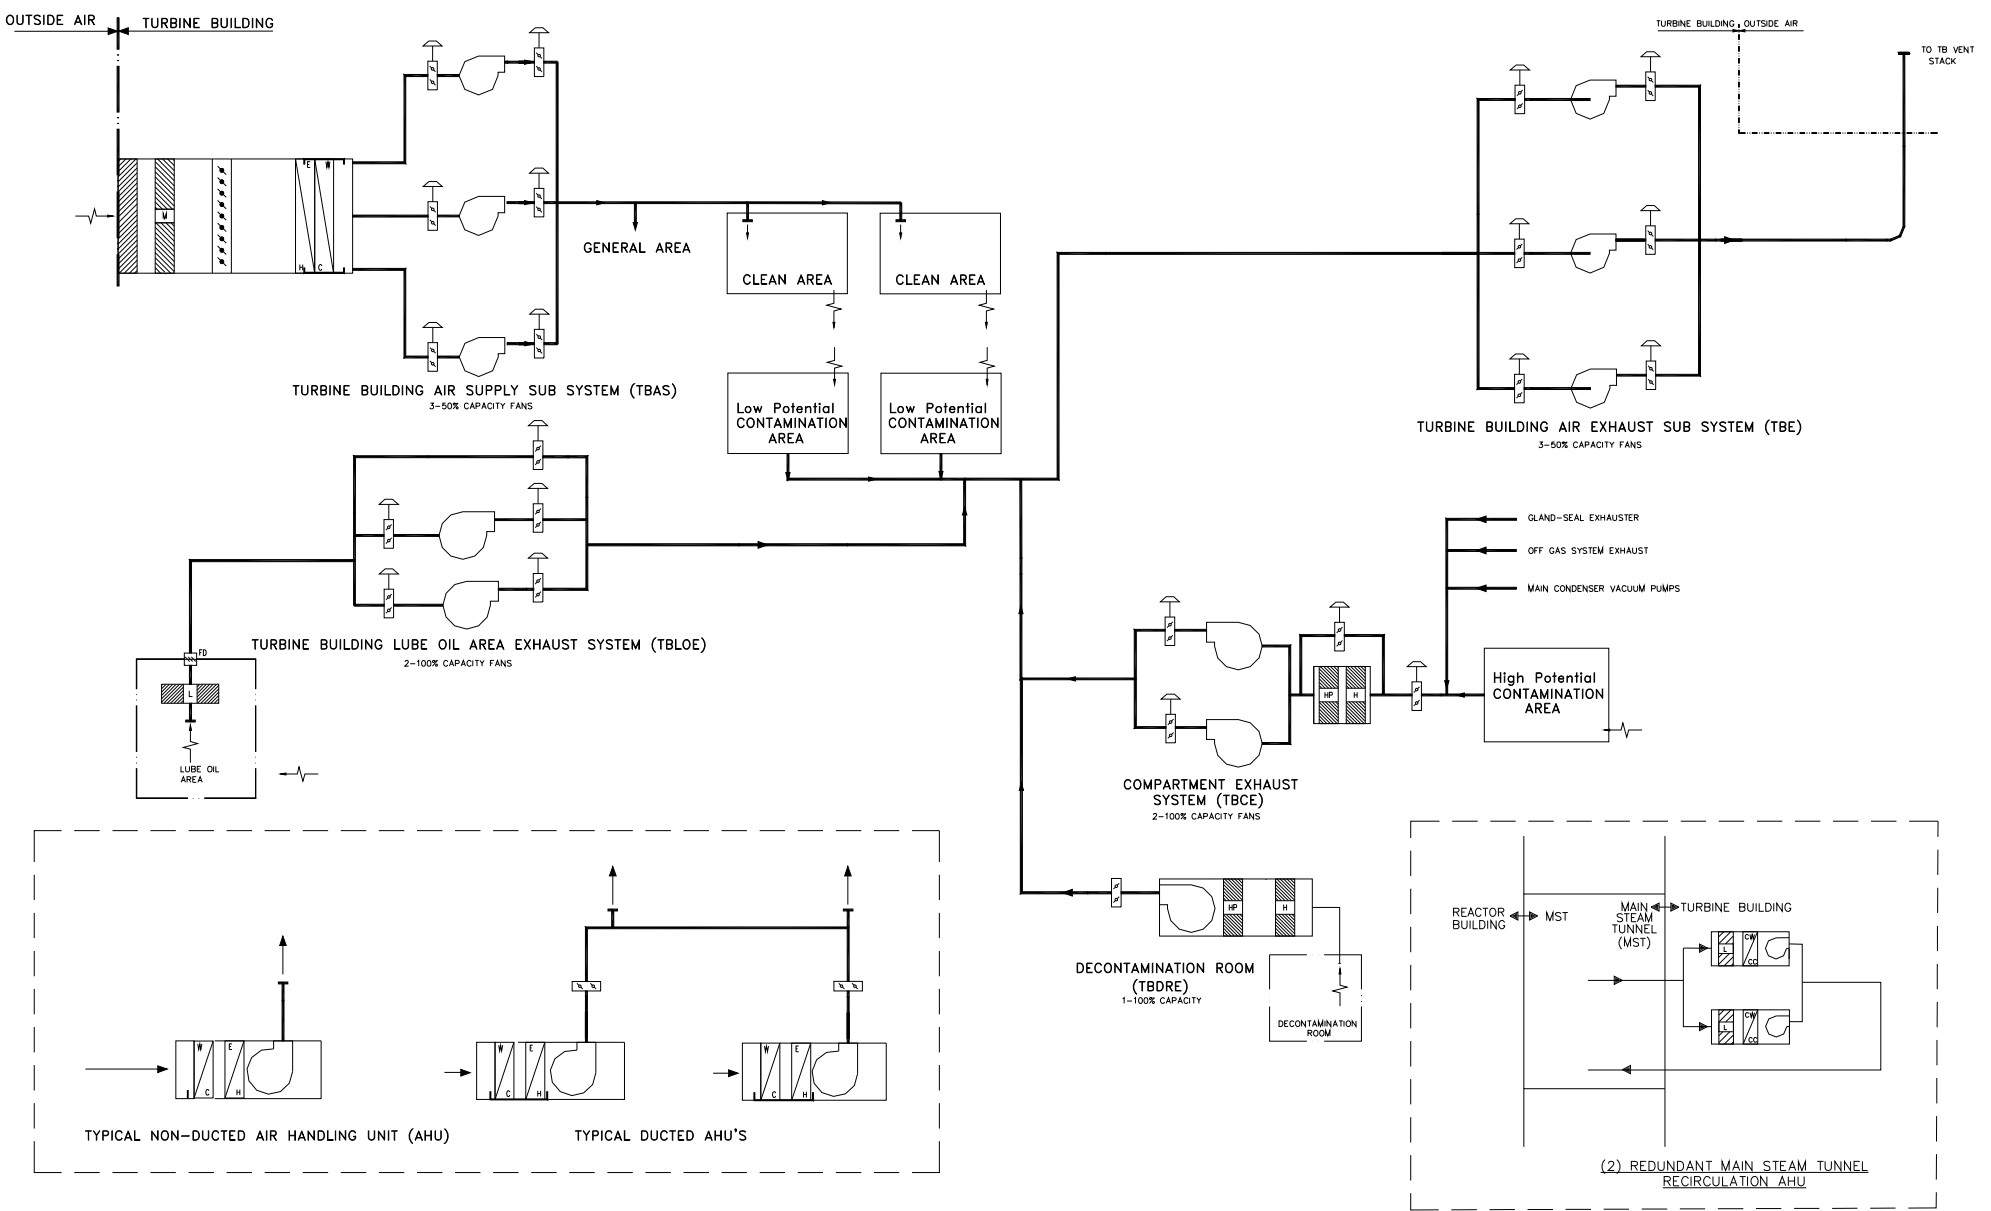 OUTSIDE AIR
TURBINE BUILDING
M
E
W
H
C
GENERAL AREA
CLEAN AREA
CLEAN AREA
TURBINE BUILDING AIR SUPPLY SUB SYSTEM (TBAS)
3-50% CAPACITY FANS
Low Potential
CONTAMINATION
AREA
Low Potential
CONTAMINATION
AREA
TURBINE BUILDING
OUTSIDE AIR
TO TB VENT
STACK
TURBINE BUILDING AIR EXHAUST SUB SYSTEM (TBE)
3-50% CAPACITY FANS
TURBINE BUILDING LUBE OIL AREA EXHAUST SYSTEM (TBLOE)
2-100% CAPACITY FANS
FD
L
LUBE OIL
AREA
GLAND-SEAL EXHAUSTER
OFF GAS SYSTEM EXHAUST
MAIN CONDENSER VACUUM PUMPS
HP
H
High Potential
CONTAMINATION
AREA
COMPARTMENT EXHAUST
SYSTEM (TBCE)
2-100% CAPACITY FANS
HP
H
DECONTAMINATION ROOM
(TBDRE)
1-100% CAPACITY
DECONTAMINATION
ROOM
W
C
E
H
W
C
E
H
W
C
E
H
TYPICAL NON-DUCTED AIR HANDLING UNIT (AHU)
TYPICAL DUCTED AHU'S
REACTOR
BUILDING
MST
MAIN
STEAM
TUNNEL
(MST)
TURBINE BUILDING
L
CW
CC
L
CW
CC
(2) REDUNDANT MAIN STEAM TUNNEL
RECIRCULATION AHU